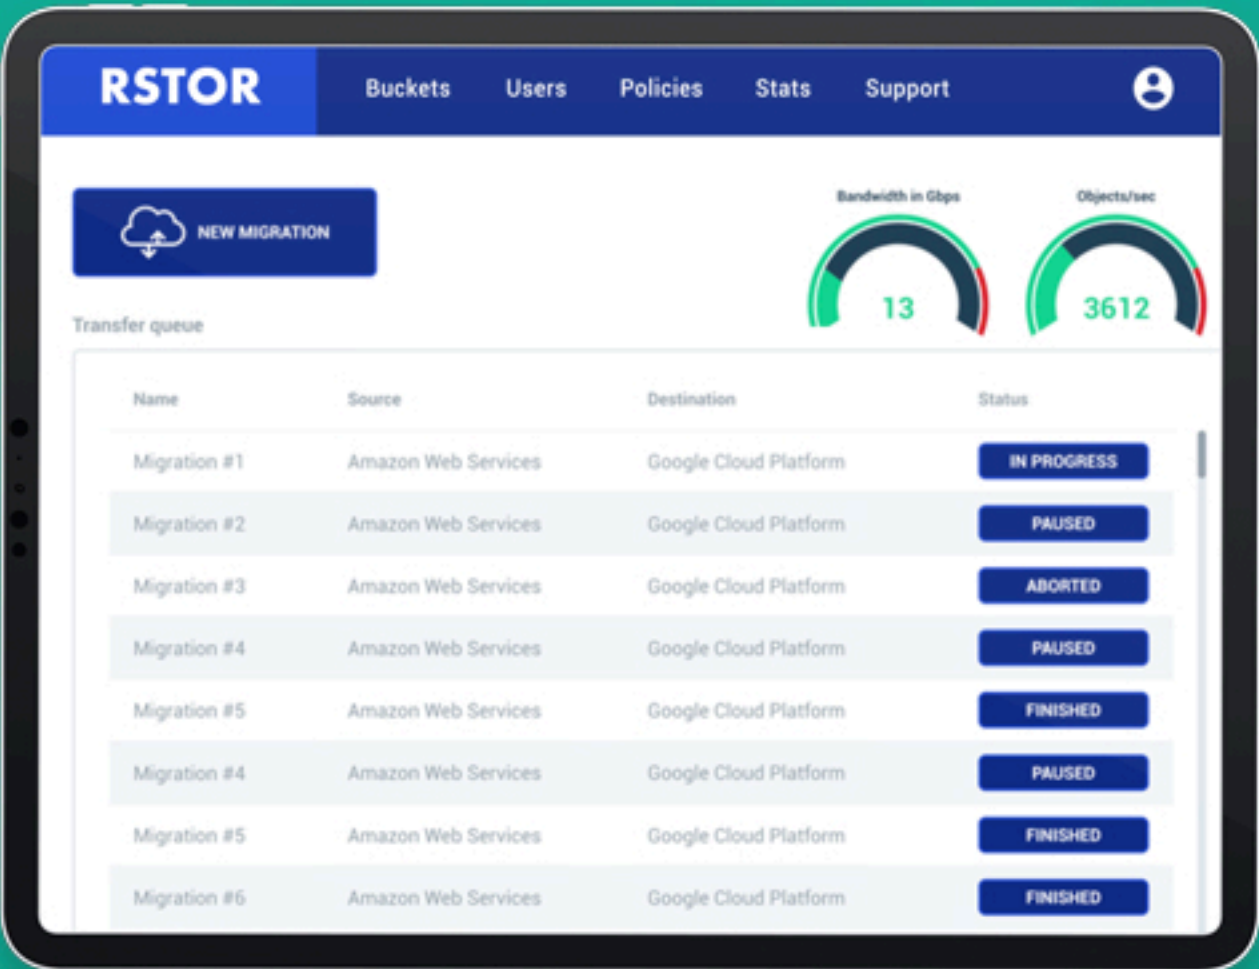 RSTOR Buckets Users Policies Stats Support
NEW MIGRATION
Bandwidth in Gbps Objects/sec
13 3612
Transfer queue
Name Source Destination Status
Migration #1 Amazon Web Services Google Cloud Platform IN PROGRESS
Migration #2 Amazon Web Services Google Cloud Platform PAUSED
Migration #3 Amazon Web Services Google Cloud Platform ABORTED
Migration #4 Amazon Web Services Google Cloud Platform PAUSED
Migration #5 Amazon Web Services Google Cloud Platform FINISHED
Migration #4 Amazon Web Services Google Cloud Platform PAUSED
Migration #5 Amazon Web Services Google Cloud Platform FINISHED
Migration #6 Amazon Web Services Google Cloud Platform FINISHED